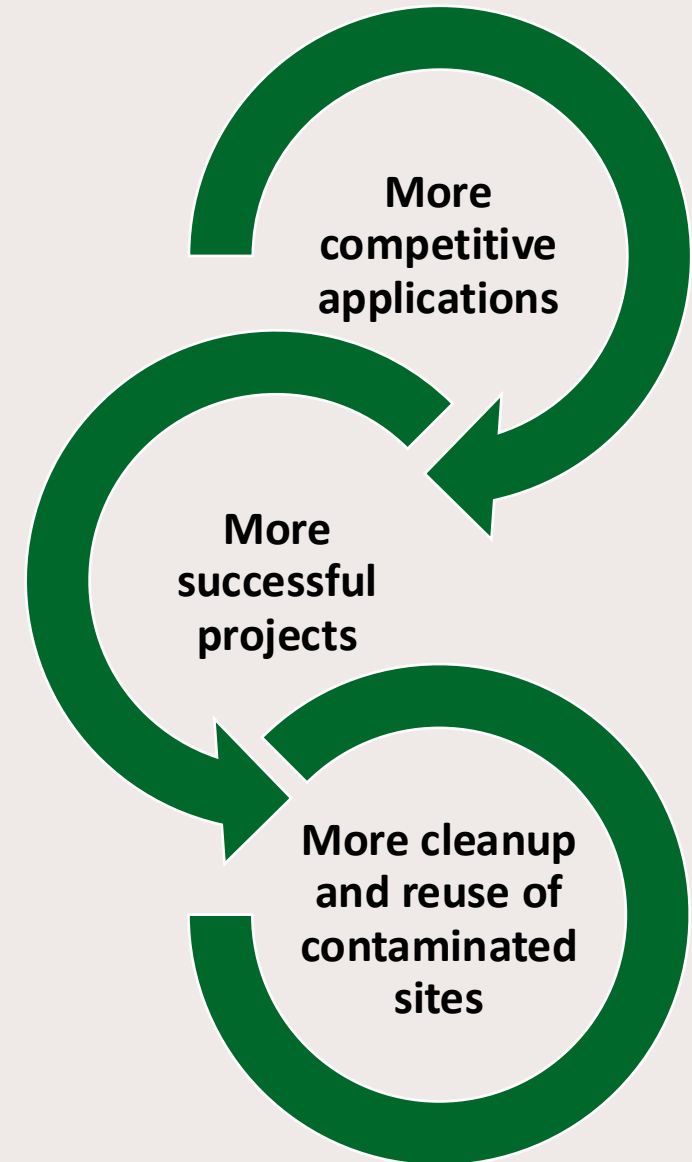 More
competitive
applications
More
successful
projects
More cleanup
and reuse of
contaminated
sites